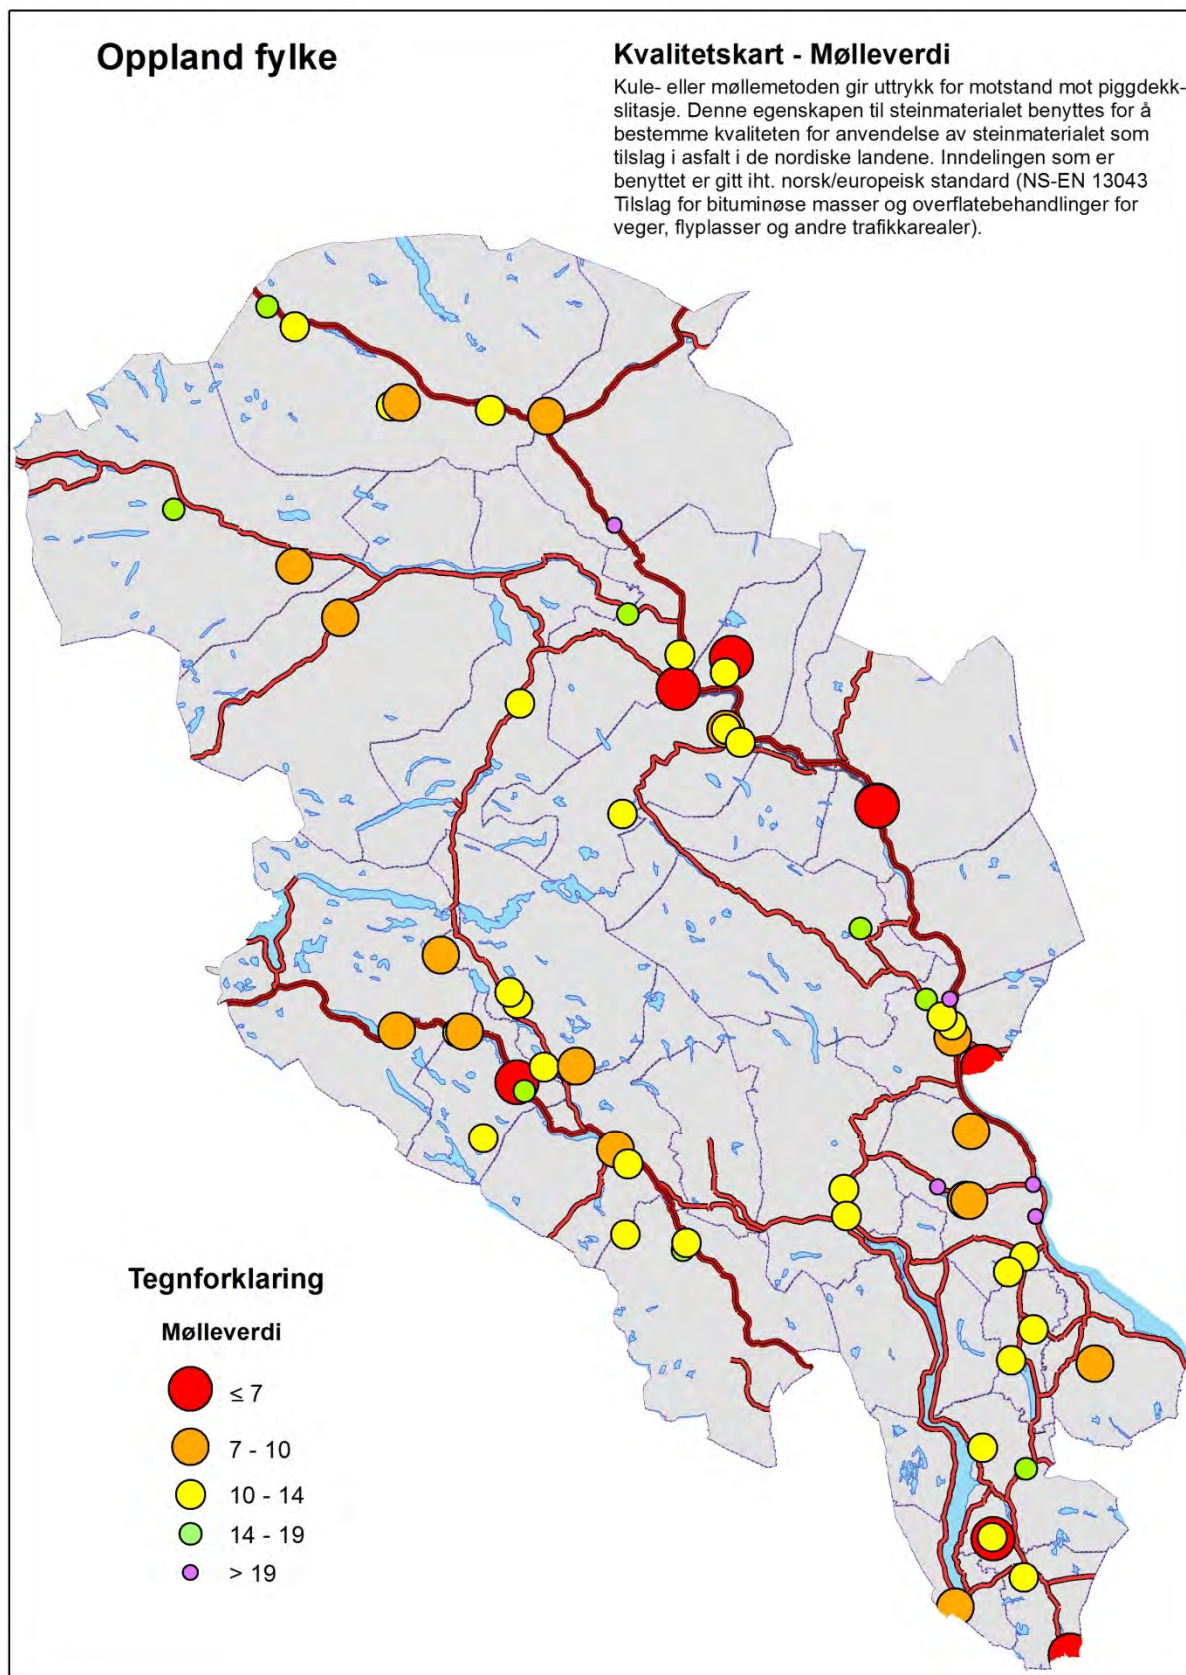 Oppland fylke
Kvalitetskart - Mølleverdi
Kule- eller møllemetoden gir uttrykk for motstand mot piggdekk-
slitasje. Denne egenskapen til steinmaterialet benyttes for å
bestemme kvaliteten for anvendelse av steinmaterialet som
tilslag i asfalt i de nordiske landene. Inndelingen som er
benyttet er gitt iht. norsk/europeisk standard (NS-EN 13043
Tilslag for bituminøse masser og overflatebehandlinger for
veger, flyplasser og andre trafikkarealer).
Tegnforklaring
Mølleverdi
≤ 7
7 - 10
10 - 14
14 - 19
> 19